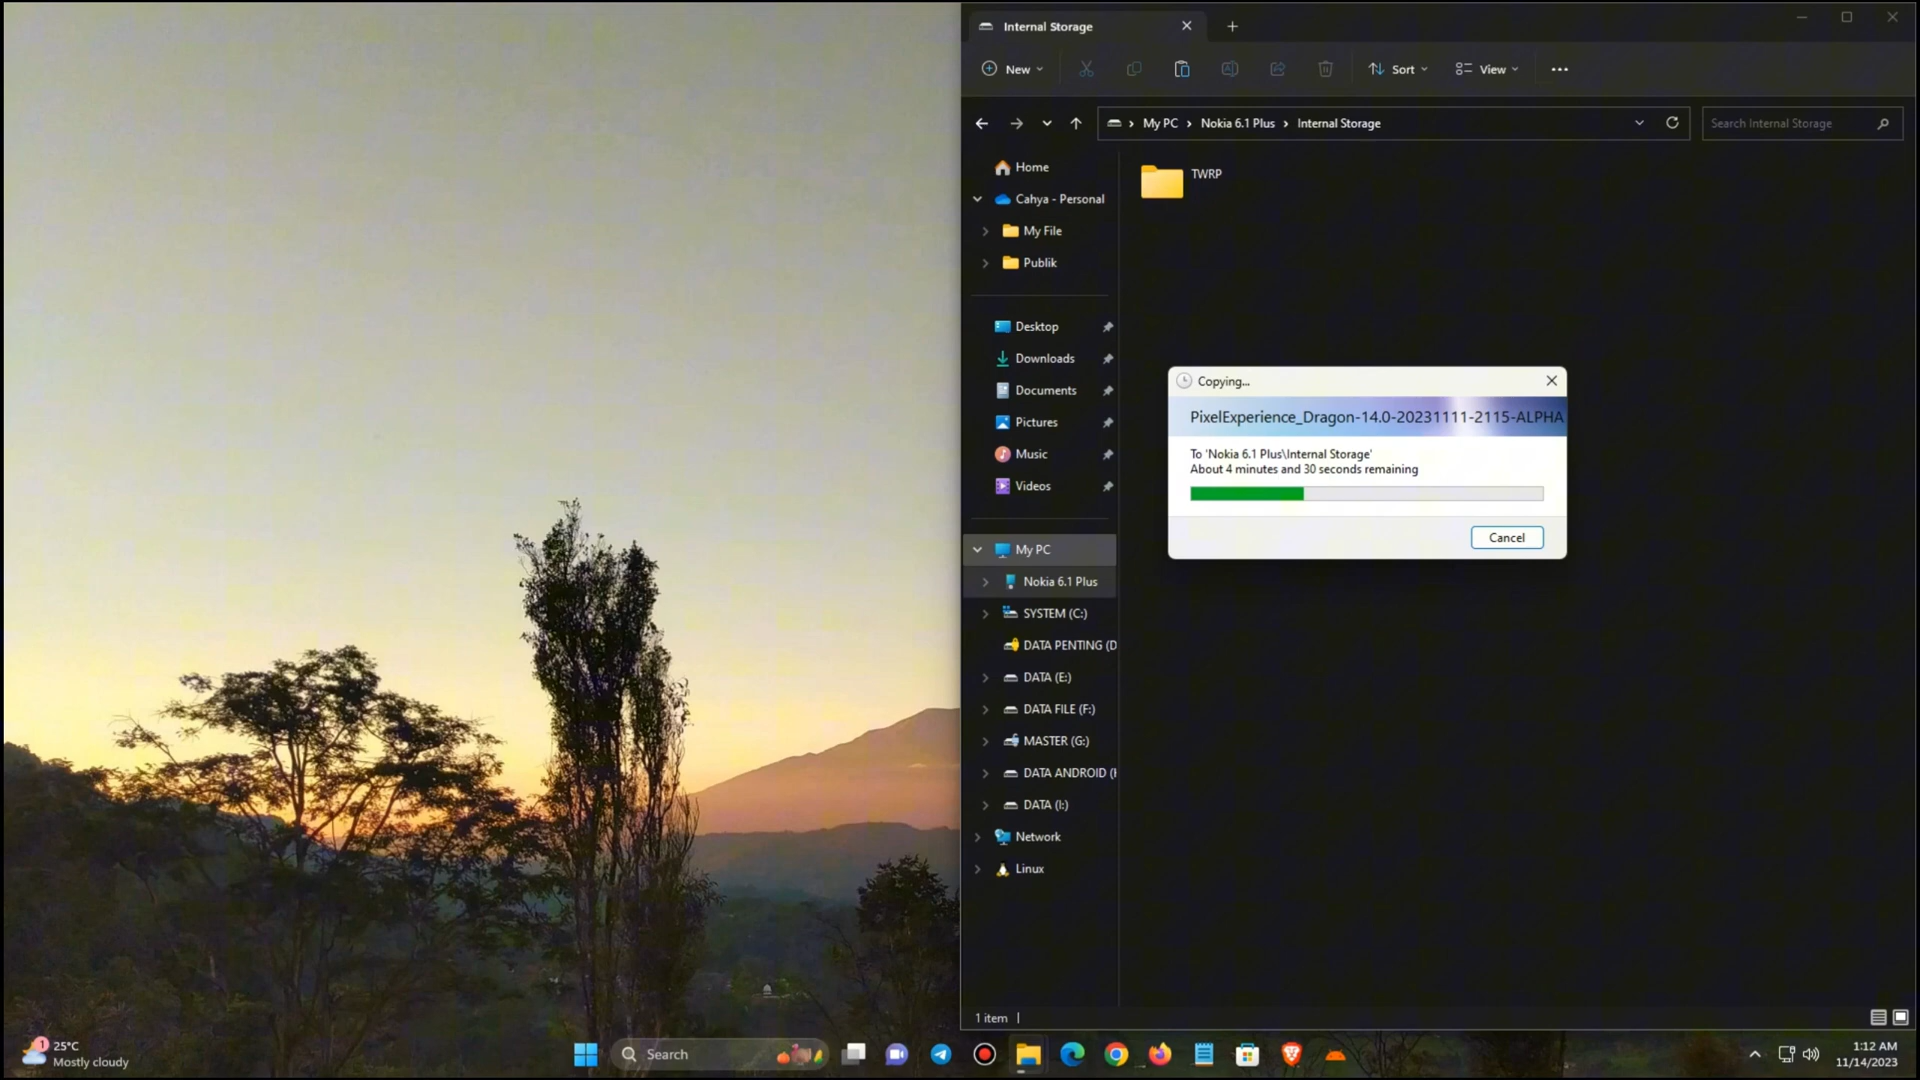 Internal Storage
New
Sort
View
My PC
Nokia 6.1 Plus
Internal Storage
Search Internal Storage
Home
Cahya - Personal
My File
Publik
Desktop
Downloads
Documents
Pictures
Music
Videos
My PC
Nokia 6.1 Plus
SYSTEM (C:)
DATA PENTING (D
DATA (E:)
DATA FILE (F:)
MASTER (G:)
DATA ANDROID (H
DATA (I:)
Network
Linux
TWRP
Copying...
PixelExperience_Dragon-14.0-20231111-2115-ALPHA
To 'Nokia 6.1 Plus\Internal Storage'
About 4 minutes and 30 seconds remaining
Cancel
1 item
1
25°C
Mostly cloudy
Search
1:12 AM
11/14/2023